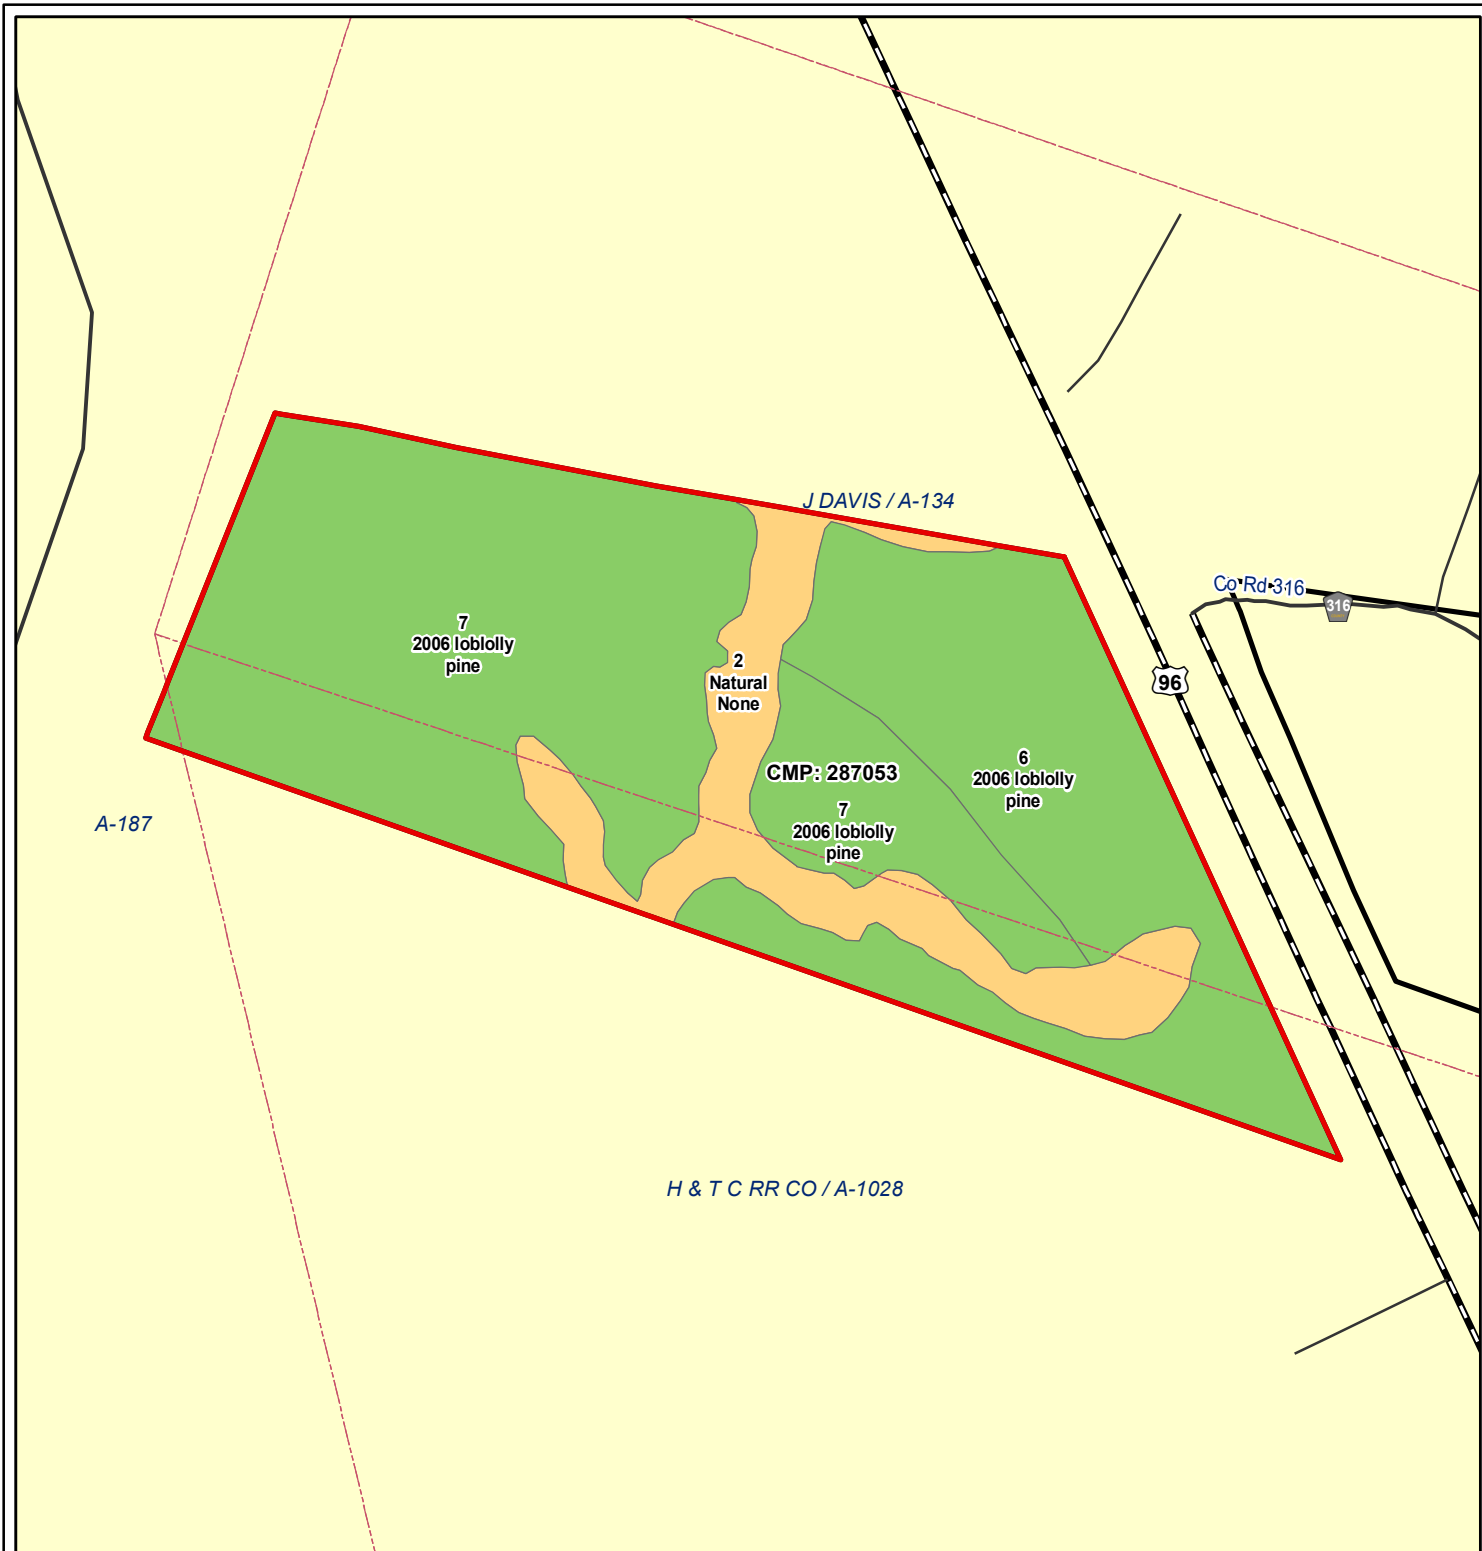 J DAVIS / A-134
Co Rd 316
316
7
2006 loblolly
pine
2
Natural
None
96
CMP: 287053
6
2006 loblolly
pine
7
2006 loblolly
pine
A-187
H & T C RR CO / A-1028